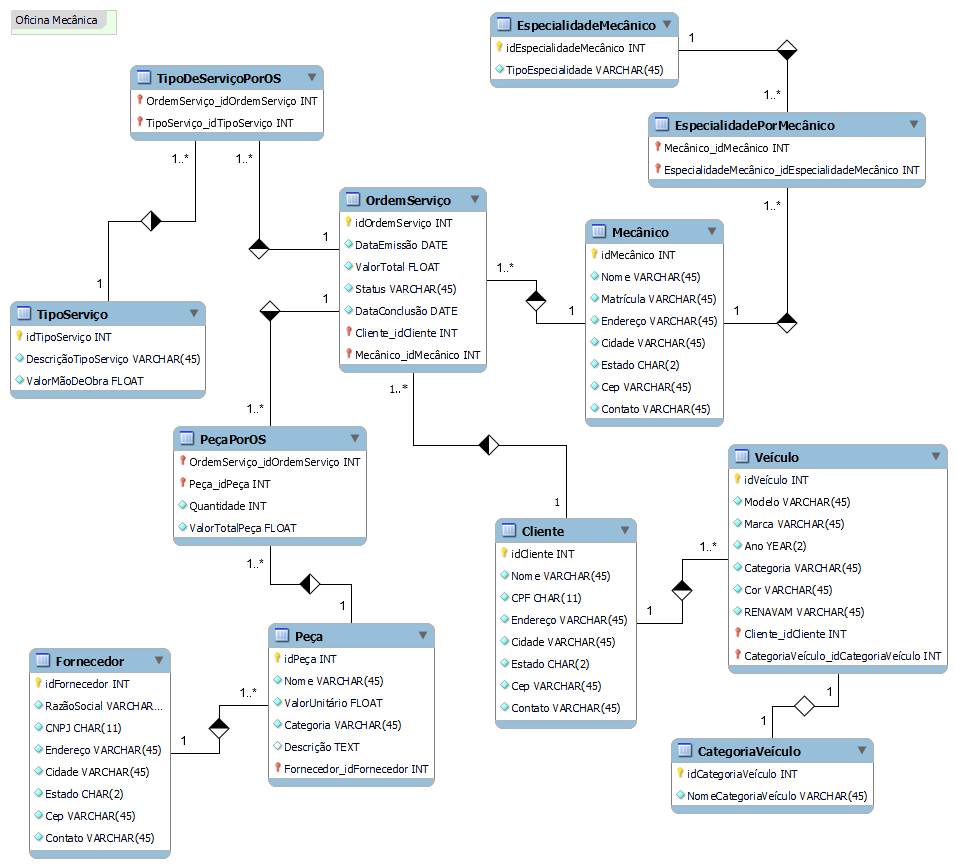 Oficina Mecânica
EspecialidadeMecânico
idEspecialidadeMecânico INT
TipoEspecialidade VARCHAR(45)
1
1..*
TipoDeServiçoPorOS
OrdemServiço_idOrdemServiço INT
TipoServiço_idTipoServiço INT
1..*
1..*
EspecialidadePorMecânico
Mecânico_idMecânico INT
EspecialidadeMecânico_idEspecialidadeMecânico INT
1..*
OrdemServiço
idOrdemServiço INT
DataEmissão DATE
ValorTotal FLOAT
Status VARCHAR(45)
DataConclusão DATE
Cliente_idCliente INT
Mecânico_idMecânico INT
1
1
1..*
1
1..*
Mecânico
idMecânico INT
Nome VARCHAR(45)
Matrícula VARCHAR(45)
Endereço VARCHAR(45)
Cidade VARCHAR(45)
Estado CHAR(2)
Cep VARCHAR(45)
Contato VARCHAR(45)
1
1
TipoServiço
idTipoServiço INT
DescriçãoTipoServiço VARCHAR(45)
ValorMãoDeObra FLOAT
1..*
PeçaPorOS
OrdemServiço_idOrdemServiço INT
Peça_idPeça INT
Quantidade INT
ValorTotalPeça FLOAT
1..*
1
1
Cliente
idCliente INT
Nome VARCHAR(45)
CPF CHAR(11)
Endereço VARCHAR(45)
Cidade VARCHAR(45)
Estado CHAR(2)
Cep VARCHAR(45)
Contato VARCHAR(45)
1
1..*
Veículo
idVeículo INT
Modelo VARCHAR(45)
Marca VARCHAR(45)
Ano YEAR(2)
Categoria VARCHAR(45)
Cor VARCHAR(45)
RENAVAM VARCHAR(45)
Cliente_idCliente INT
CategoriaVeículo_idCategoriaVeículo INT
1
1
Peça
idPeça INT
Nome VARCHAR(45)
ValorUnitário FLOAT
Categoria VARCHAR(45)
Descrição TEXT
Fornecedor_idFornecedor INT
1..*
1
Fornecedor
idFornecedor INT
RazãoSocial VARCHAR...
CNPJ CHAR(11)
Endereço VARCHAR(45)
Cidade VARCHAR(45)
Estado CHAR(2)
Cep VARCHAR(45)
Contato VARCHAR(45)
CategoriaVeículo
idCategoriaVeículo INT
NomeCategoriaVeículo VARCHAR(45)